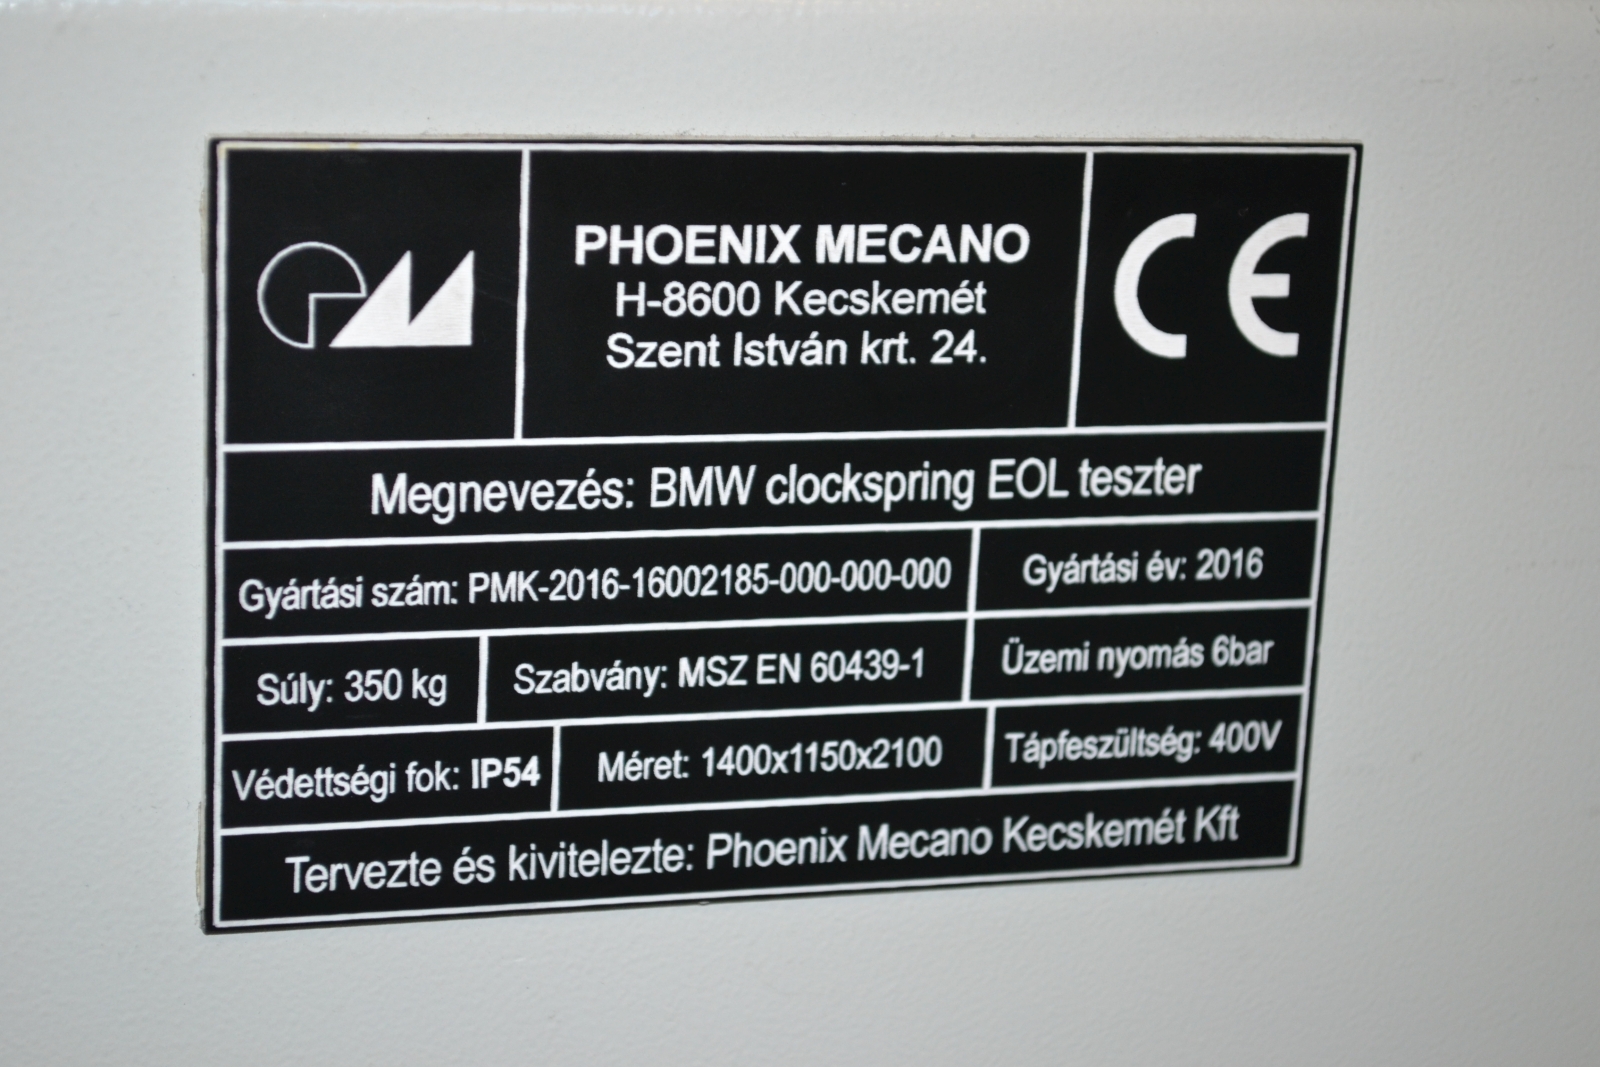 PHOENIX MECANO
H-8600 Kecskemét
Szent István krt. 24.
CE
Megnevezés: BMW clockspring EOL teszter
Gyártási szám: PMK-2016-16002185-000-000-000
Gyártási év: 2016
Súly: 350 kg
Szabvány: MSZ EN 60439-1
Üzemi nyomás 6bar
Védettségi fok: IP54
Méret: 1400x1150x2100
Tápfeszültség: 400V
Tervezte és kivitelezte: Phoenix Mecano Kecskemét Kft